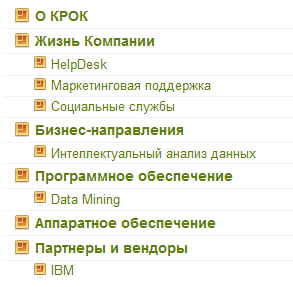 О КРОК
Жизнь Компании
HelpDesk
Маркетинговая поддержка
Социальные службы
Бизнес-направления
Интеллектуальный анализ данных
Программное обеспечение
Data Mining
Аппаратное обеспечение
Партнеры и вендоры
IBM